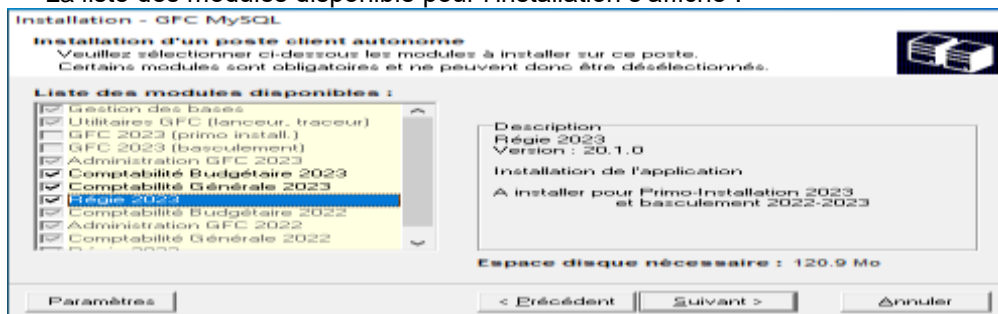 La liste des modules disponible pour l'installation s'affiche :
Installation - GFC MySQL
Installation d'un poste client autonome
Veuillez sélectionner ci-dessous les modules à installer sur ce poste.
Certains modules sont obligatoires et ne peuvent donc être désélectionnés.
Liste des modules disponibles :
Gestion des bases
Utilitaires GFC (lanceur, traceur)
GFC 2023 (primo install.)
GFC 2023 (basculement)
Administration GFC 2023
Comptabilité Budgétaire 2023
Comptabilité Générale 2023
Régie 2023
Comptabilité Budgétaire 2022
Administration GFC 2022
Comptabilité Générale 2022
Description
Régie 2023
Version : 20.1.0
Installation de l'application
A installer pour Primo-Installation 2023
et basculement 2022-2023
Espace disque nécessaire : 120.9 Mo
Paramètres
< Précédent
Suivant >
Annuler